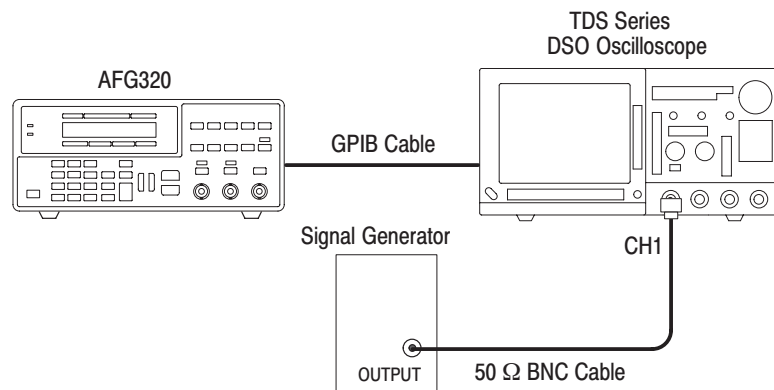 TDS Series
DSO Oscilloscope
AFG320
GPIB Cable
Signal Generator
CH1
OUTPUT
50 Ω BNC Cable